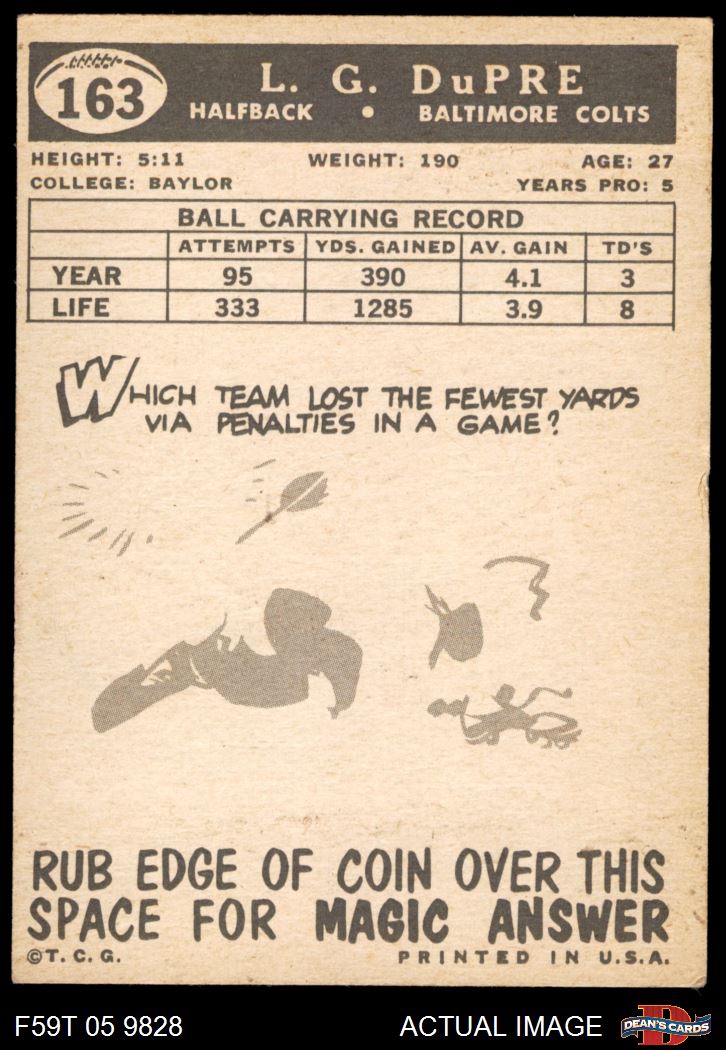 163
L. G. DuPRE
HALFBACK • BALTIMORE COLTS
HEIGHT: 5:11 WEIGHT: 190 AGE: 27
COLLEGE: BAYLOR YEARS PRO: 5
BALL CARRYING RECORD
ATTEMPTS YDS. GAINED AV. GAIN TD'S
YEAR 95 390 4.1 3
LIFE 333 1285 3.9 8
WHICH TEAM LOST THE FEWEST YARDS
VIA PENALTIES IN A GAME?
RUB EDGE OF COIN OVER THIS
SPACE FOR MAGIC ANSWER
©T.C.G. PRINTED IN U.S.A.
F59T 05 9828 ACTUAL IMAGE
D
DEAN'S CARDS